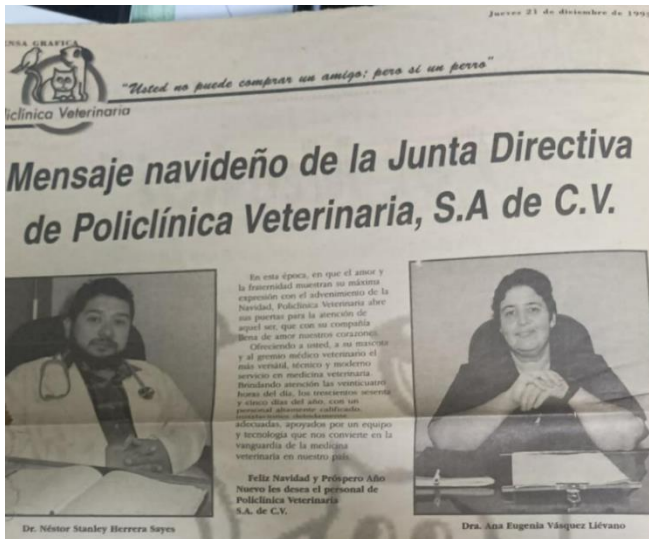 Jueves 21 de diciembre de 199
NSA GRAFICA
"Usted no puede comprar un amigo; pero si un perro"
iclínica Veterinaria
Mensaje navideño de la Junta Directiva
de Policlínica Veterinaria, S.A de C.V.
En esta época, en que el amor y
la fraternidad muestran su máxima
expresión con el advenimiento de la
Navidad, Policlínica Veterinaria abre
sus puertas para la atención de
aquel ser, que con su compañía
llena de amor nuestros corazones.
Ofreciendo a usted, a su mascota
y al gremio médico veterinario el
más versátil, técnico y moderno
servicio en medicina veterinaria.
Brindando atención las veinticuatro
horas del día, los trescientos sesenta
y cinco días del año, con un
personal altamente calificado,
adecuadas, apoyados por un equipo
y tecnología que nos convierte en la
vanguardia de la medicina
veterinaria en nuestro país.
Feliz Navidad y Próspero Año
Nuevo les desea el personal de
Policlínica Veterinaria
S.A. de C.V.
Dr. Néstor Stanley Herrera Sayes
Dra. Ana Eugenia Vásquez Liévano